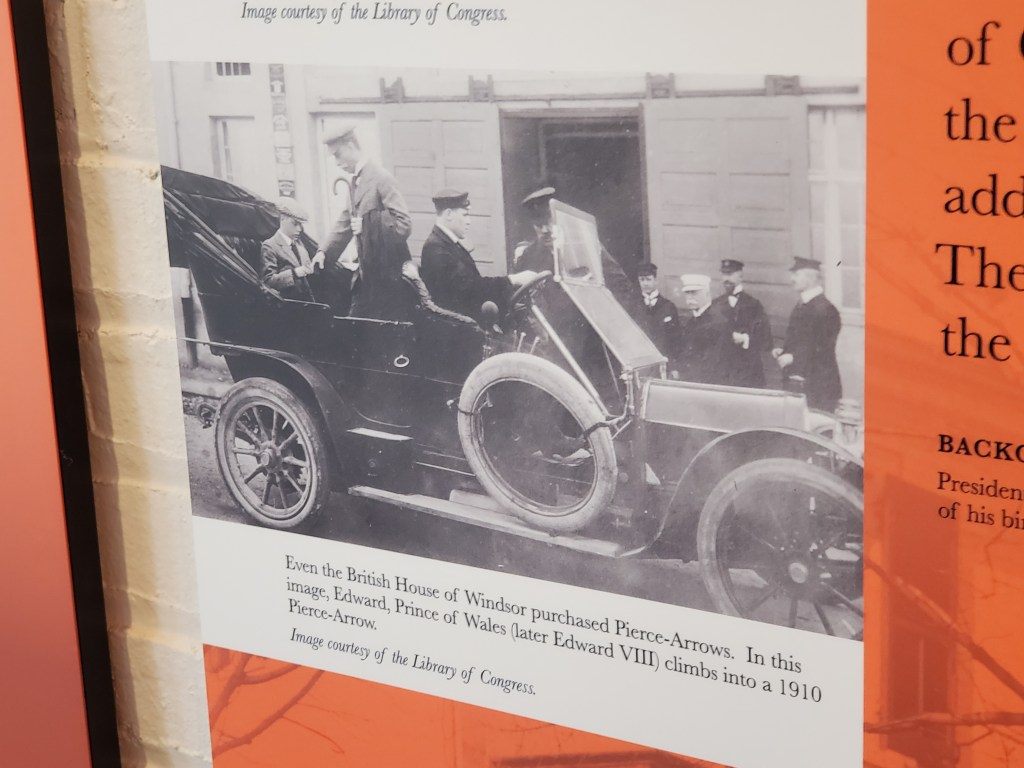 Image courtesy of the Library of Congress.
Even the British House of Windsor purchased Pierce-Arrows. In this
image, Edward, Prince of Wales (later Edward VIII) climbs into a 1910
Pierce-Arrow.
Image courtesy of the Library of Congress.
of
the
add
The
the
BACKG
Presiden
of his bi